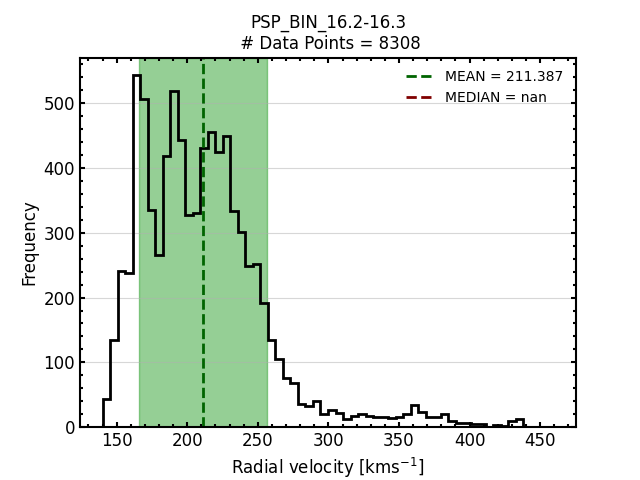 PSP_BIN_16.2-16.3
# Data Points = 8308
MEAN = 211.387
MEDIAN = nan
500
400
300
200
100
0
Frequency
150 200 250 300 350 400 450
Radial velocity [kms⁻¹]